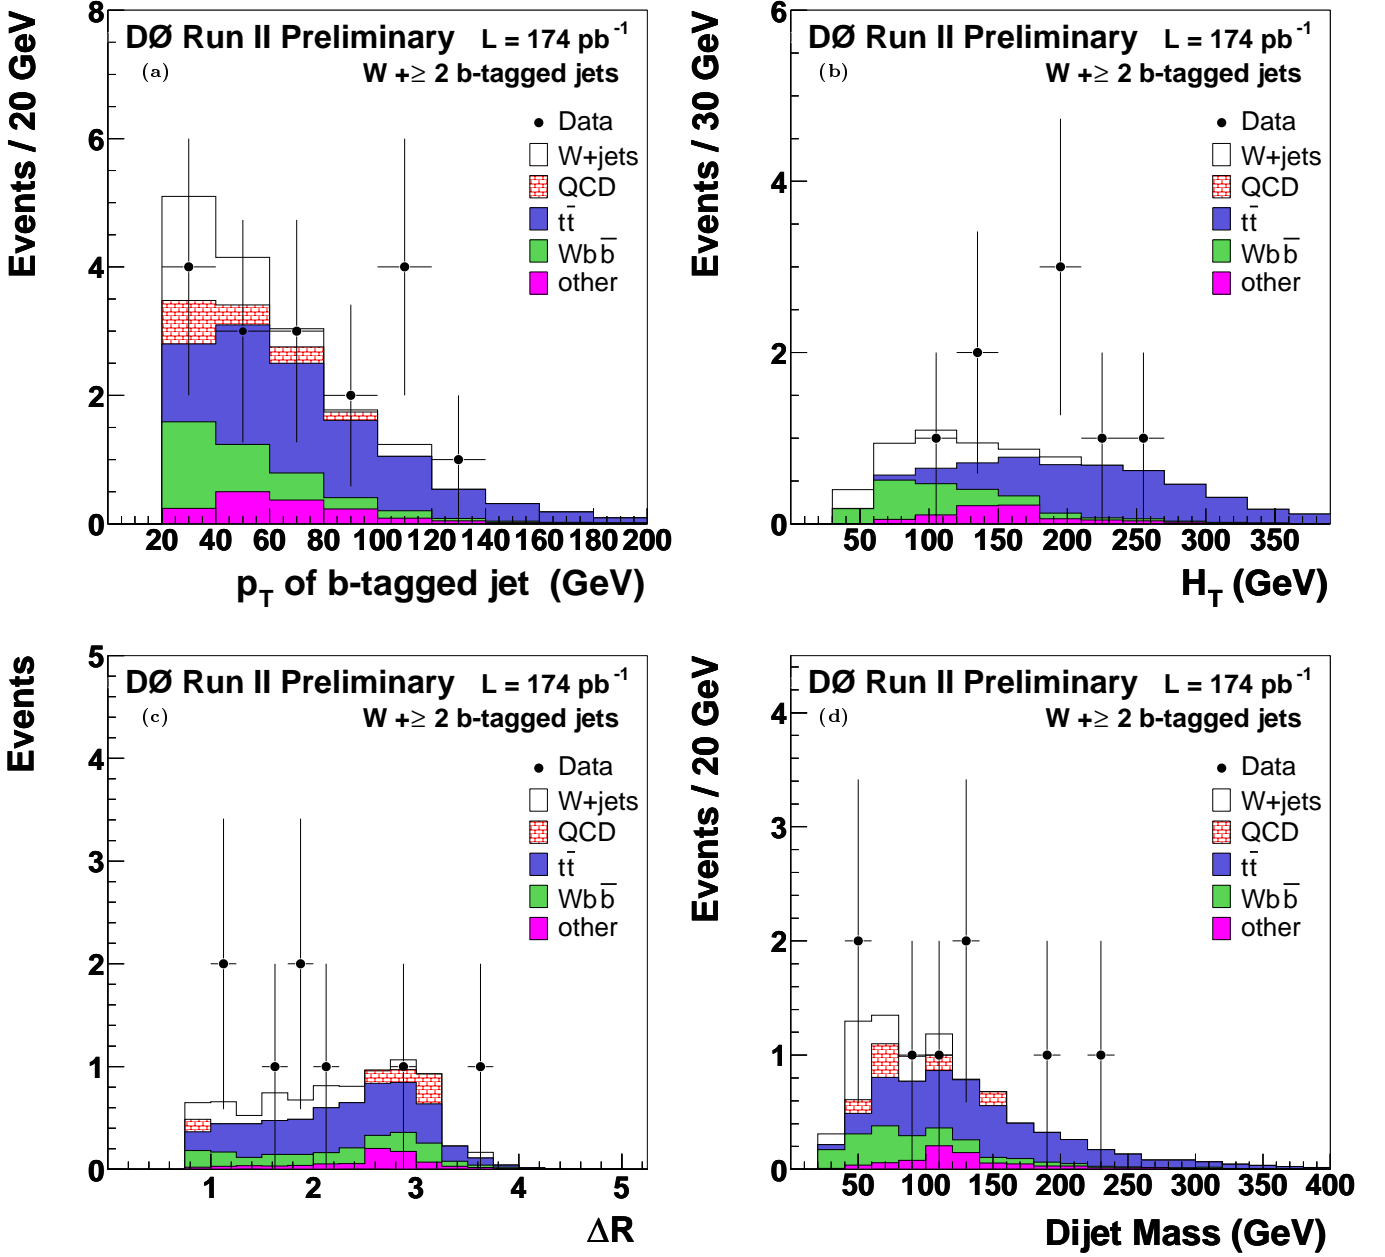 Events / 20 GeV
8
6
4
2
0
DØ Run II Preliminary L = 174 pb-1
(a) W +≥ 2 b-tagged jets
Data
W+jets
QCD
tt̄
Wbb̄
other
20 40 60 80 100 120 140 160 180 200
pT of b-tagged jet (GeV)
Events / 30 GeV
6
4
2
0
DØ Run II Preliminary L = 174 pb-1
(b) W +≥ 2 b-tagged jets
Data
W+jets
QCD
tt̄
Wbb̄
other
50 100 150 200 250 300 350
HT (GeV)
Events
5
4
3
2
1
0
DØ Run II Preliminary L = 174 pb-1
(c) W +≥ 2 b-tagged jets
Data
W+jets
QCD
tt̄
Wbb̄
other
1 2 3 4 5
ΔR
Events / 20 GeV
4
3
2
1
0
DØ Run II Preliminary L = 174 pb-1
(d) W +≥ 2 b-tagged jets
Data
W+jets
QCD
tt̄
Wbb̄
other
50 100 150 200 250 300 350 400
Dijet Mass (GeV)